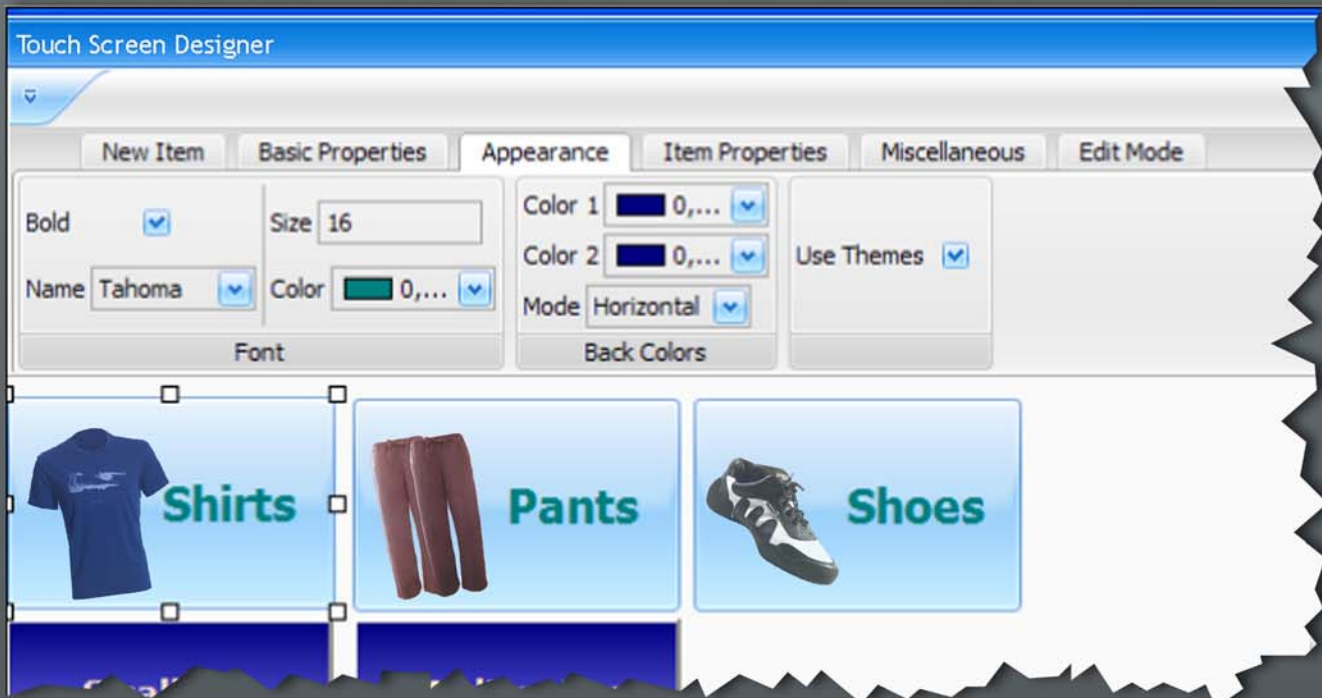 Touch Screen Designer
New Item Basic Properties Appearance Item Properties Miscellaneous Edit Mode
Bold Size 16
Name Tahoma Color 0,...
Font
Color 1 0,...
Color 2 0,...
Mode Horizontal
Back Colors
Use Themes
Shirts Pants Shoes